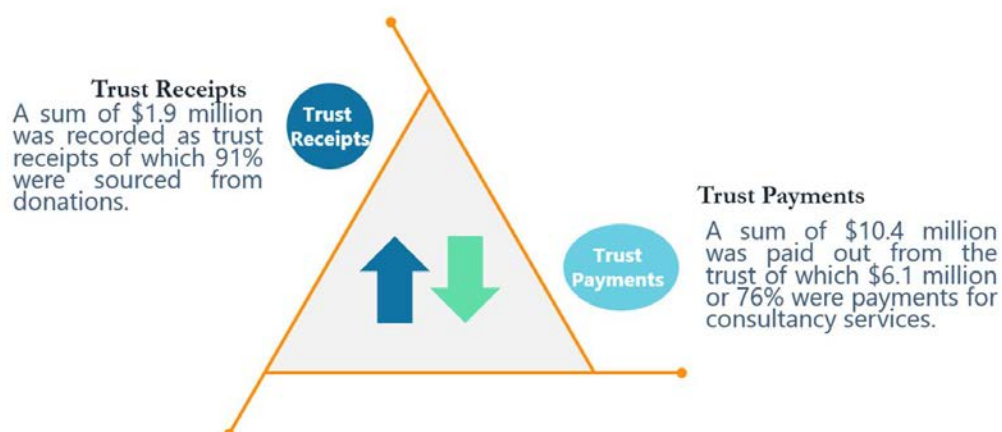 Trust Receipts
A sum of $1.9 million
was recorded as trust
receipts of which 91%
were sourced from
donations.
Trust
Receipts
Trust Payments
A sum of $10.4 million
was paid out from the
trust of which $6.1 million
or 76% were payments for
consultancy services.
Trust
Payments